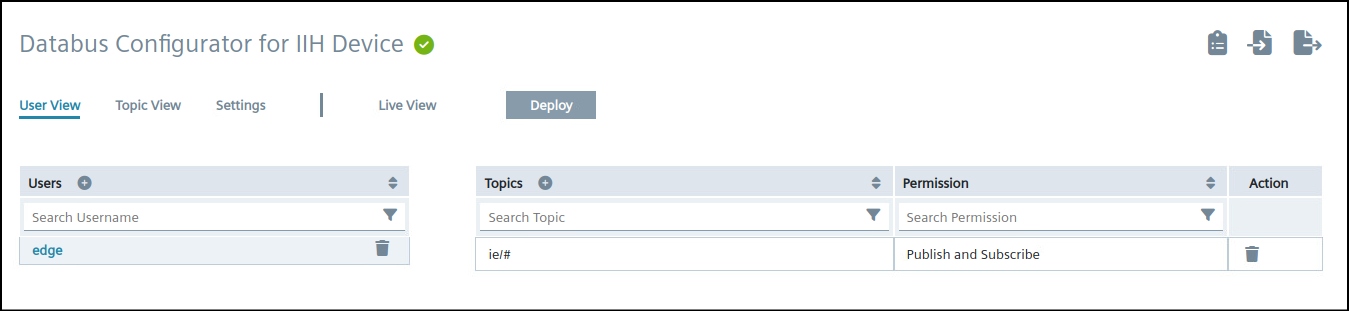 Databus Configurator for IIH Device
User View Topic View Settings Live View Deploy
Users Topics Permission Action
Search Username Search Topic Search Permission
edge ie/# Publish and Subscribe